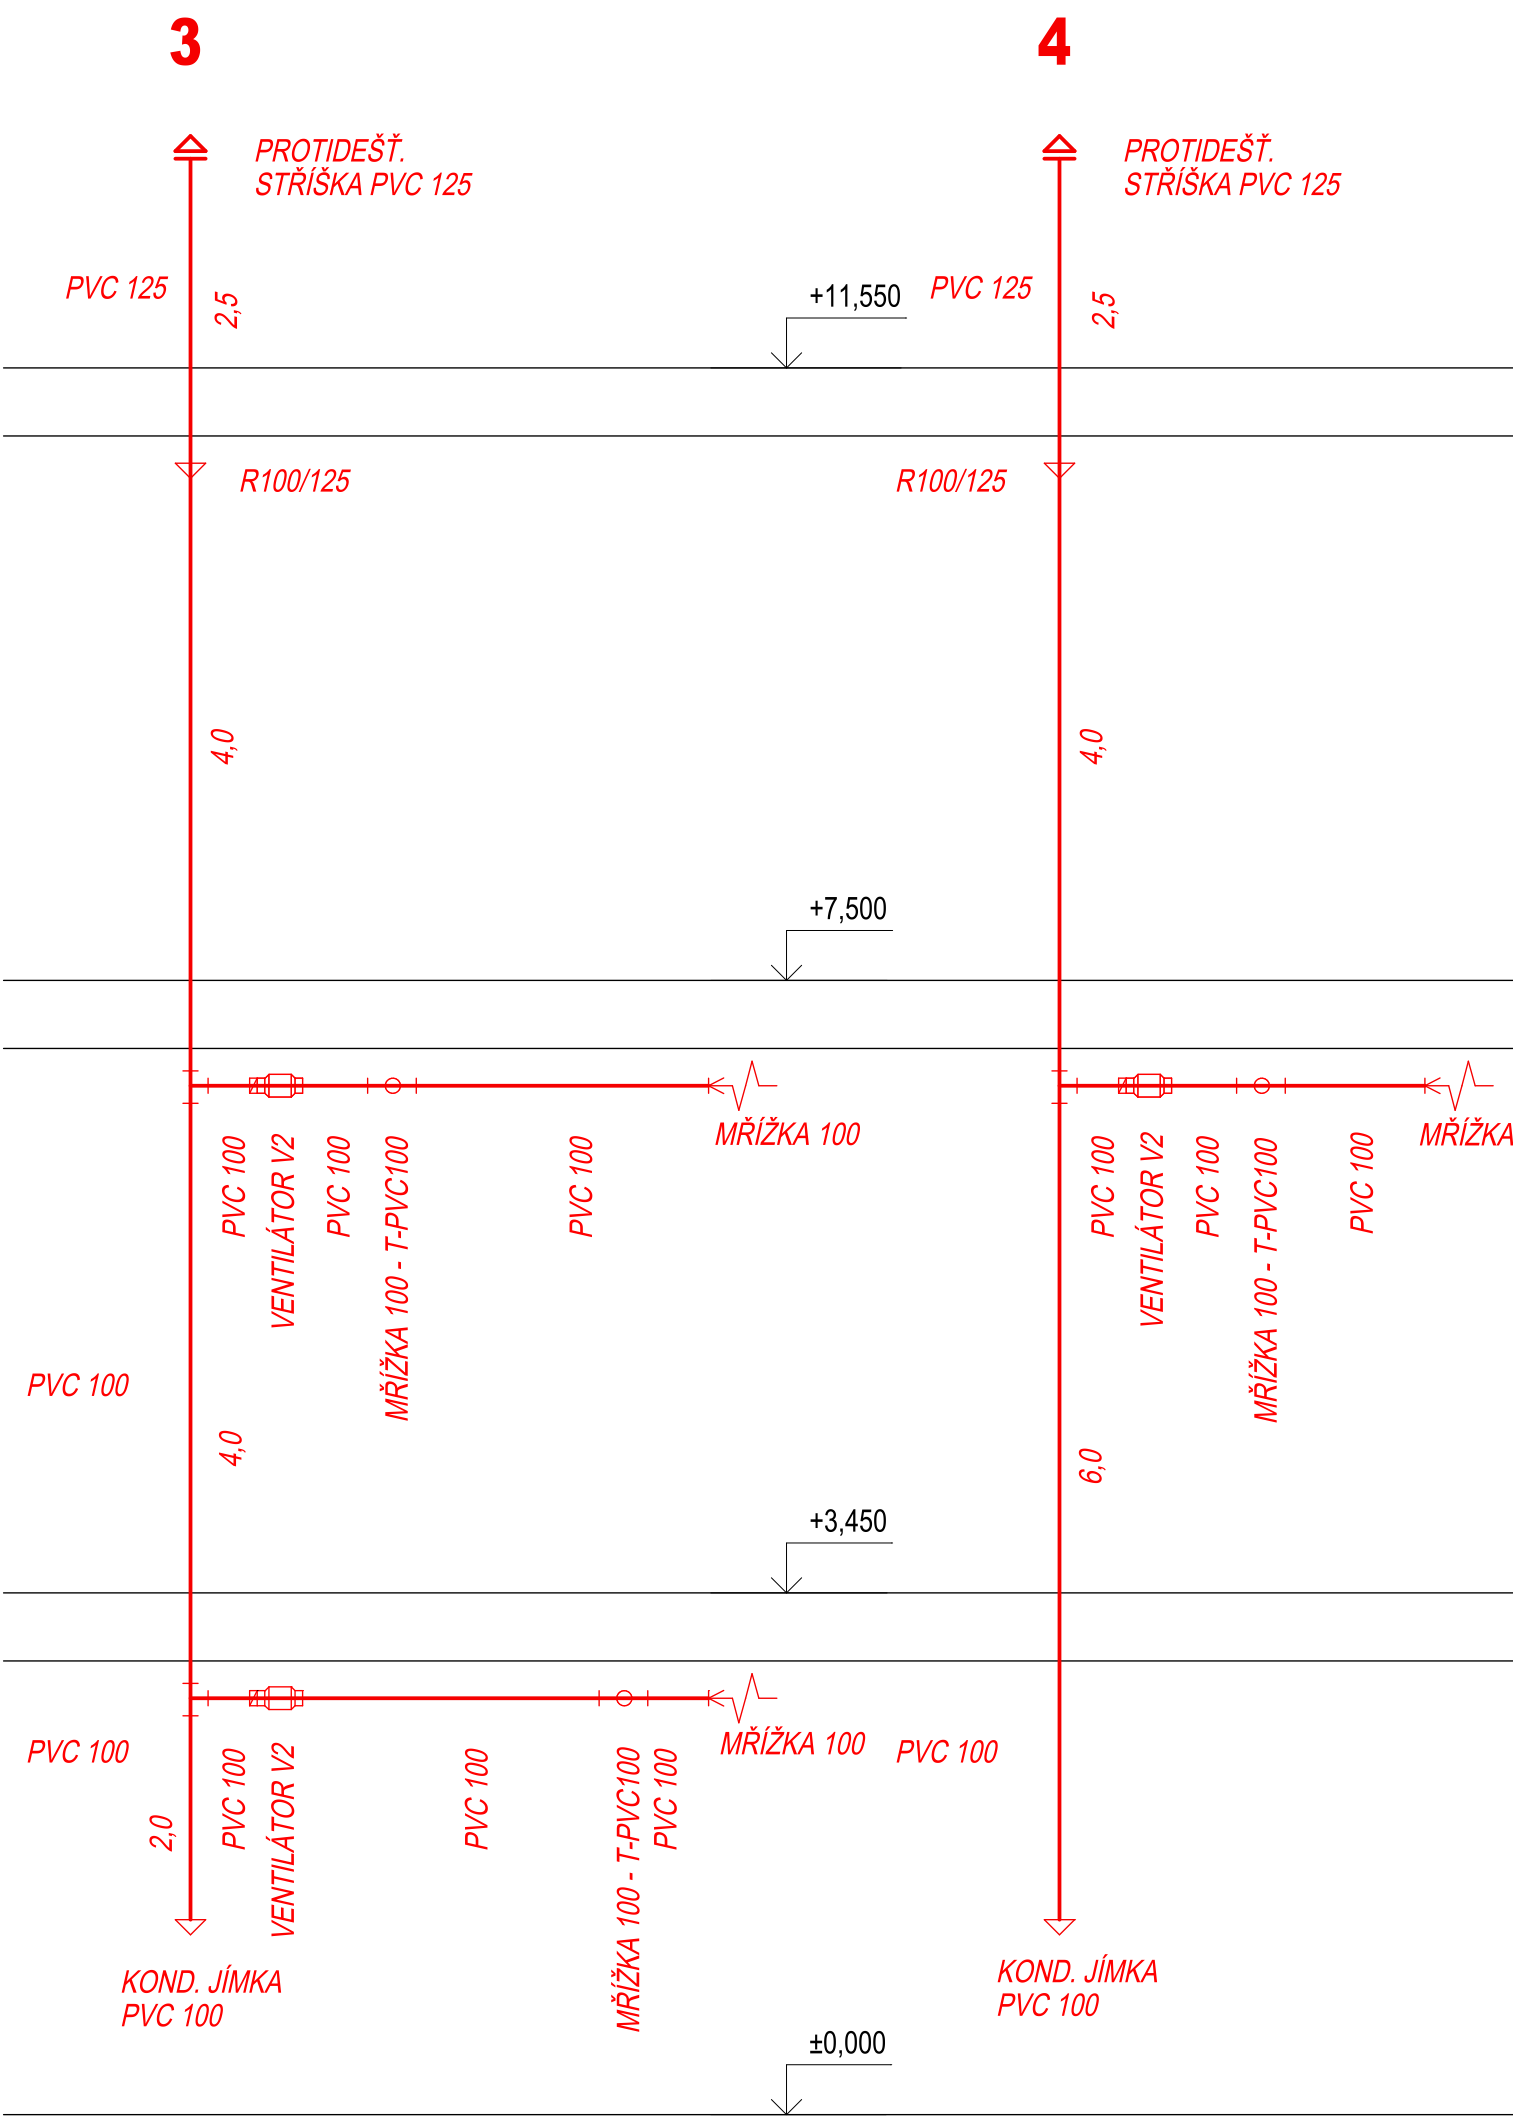 3
4
PROTIDEŠŤ.
STŘÍŠKA PVC 125
PROTIDEŠŤ.
STŘÍŠKA PVC 125
PVC 125
2,5
+11,550
PVC 125
2,5
R100/125
R100/125
4,0
4,0
+7,500
MŘÍŽKA 100
MŘÍŽKA
PVC 100
VENTILÁTOR V2
PVC 100
MŘÍŽKA 100 - T-PVC100
PVC 100
PVC 100
VENTILÁTOR V2
PVC 100
MŘÍŽKA 100 - T-PVC100
PVC 100
PVC 100
4,0
6,0
+3,450
MŘÍŽKA 100
PVC 100
PVC 100
2,0
PVC 100
VENTILÁTOR V2
PVC 100
MŘÍŽKA 100 - T-PVC100
PVC 100
KOND. JÍMKA
PVC 100
KOND. JÍMKA
PVC 100
±0,000